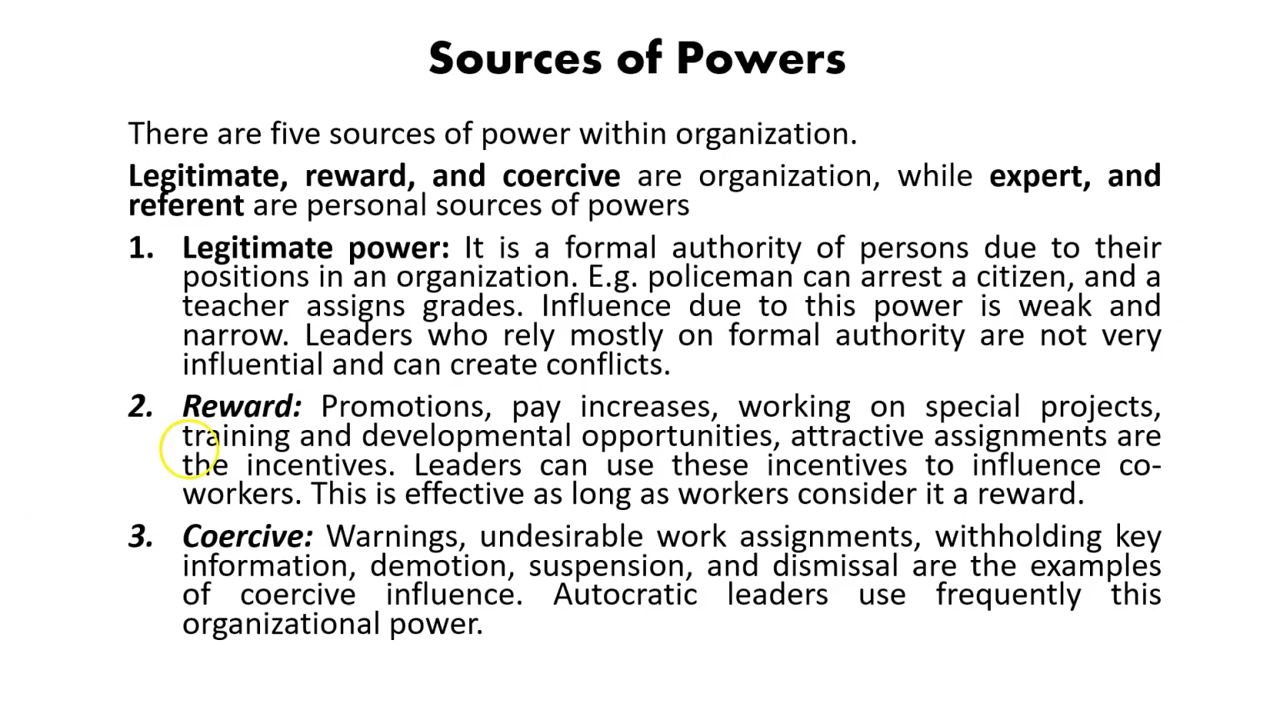 Sources of Powers
There are five sources of power within organization.
Legitimate, reward, and coercive are organization, while expert, and
referent are personal sources of powers
1. Legitimate power: It is a formal authority of persons due to their
positions in an organization. E.g. policeman can arrest a citizen, and a
teacher assigns grades. Influence due to this power is weak and
narrow. Leaders who rely mostly on formal authority are not very
influential and can create conflicts.
2. Reward: Promotions, pay increases, working on special projects,
training and developmental opportunities, attractive assignments are
the incentives. Leaders can use these incentives to influence co-
workers. This is effective as long as workers consider it a reward.
3. Coercive: Warnings, undesirable work assignments, withholding key
information, demotion, suspension, and dismissal are the examples
of coercive influence. Autocratic leaders use frequently this
organizational power.